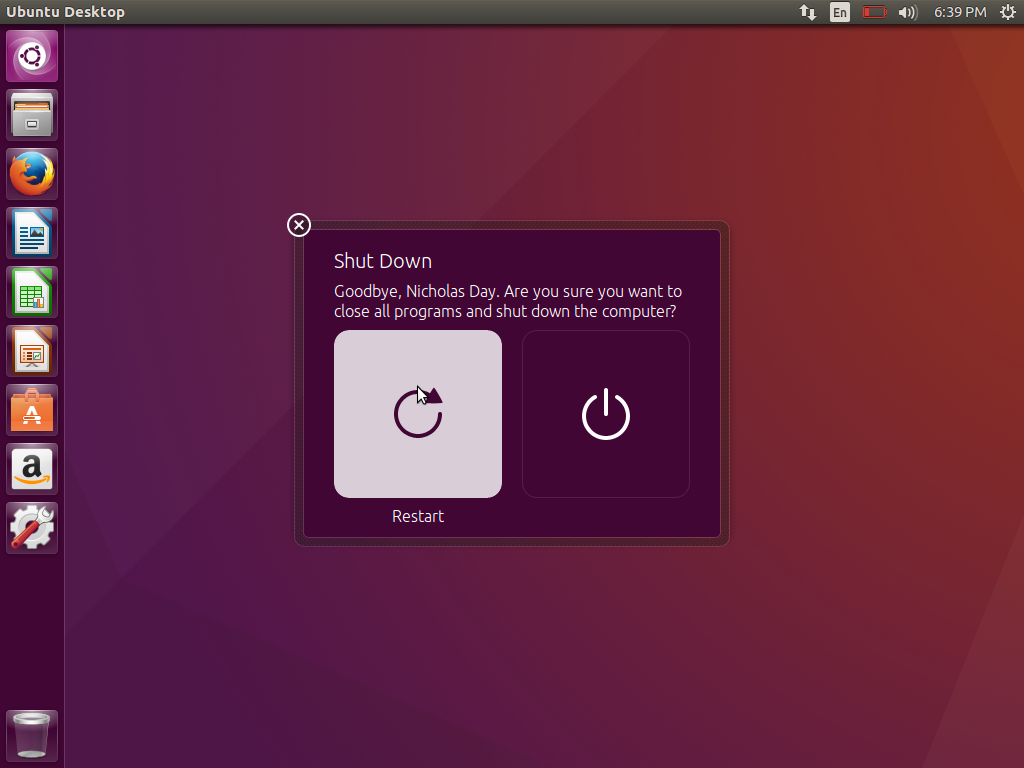 Ubuntu Desktop
En
6:39 PM
Shut Down
Goodbye, Nicholas Day. Are you sure you want to
close all programs and shut down the computer?
Restart